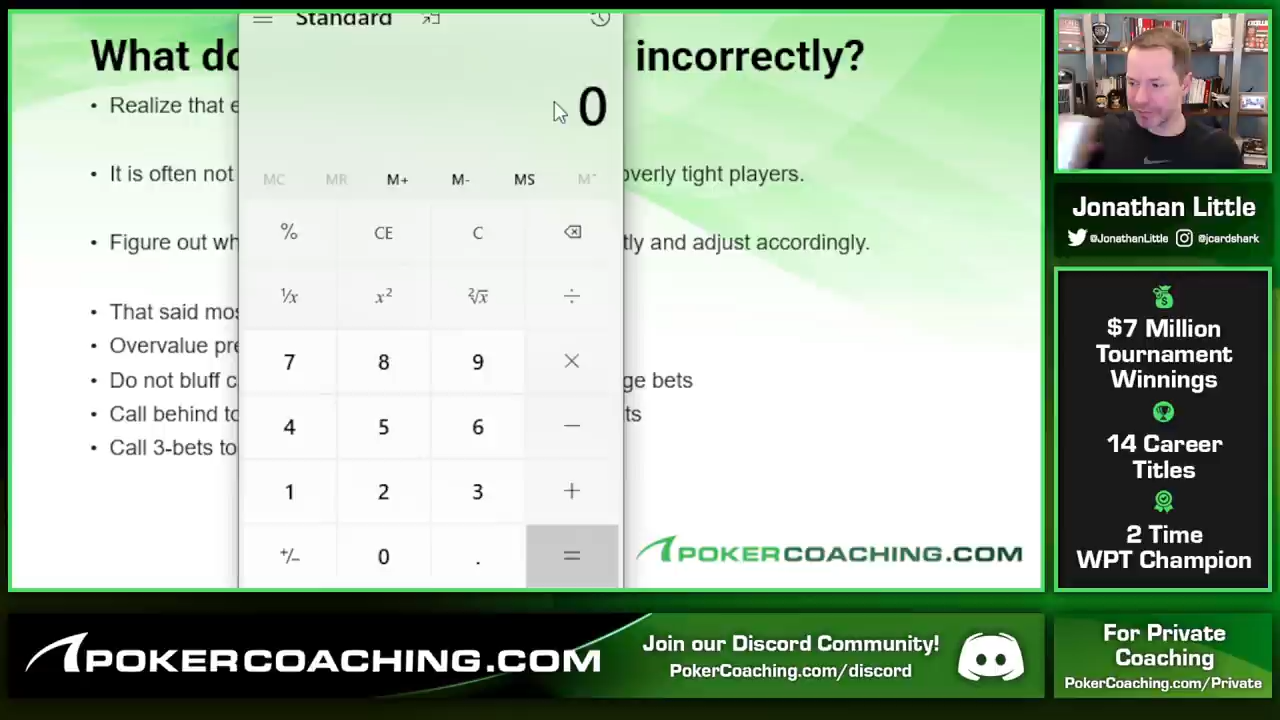 Standard
What do
incorrectly?
0
• Realize that e
• It is often not
overly tight players.
• Figure out wh
tly and adjust accordingly.
• That said mos
• Overvalue pre
• Do not bluff c
ge bets
• Call behind to
ts
• Call 3-bets to
MC MR M+ M- MS
% CE C
¹/x x² ²√x ÷
7 8 9 ×
4 5 6 −
1 2 3 +
+/− 0 . =
POKERCOACHING.COM
Jonathan Little
@JonathanLittle @jcardshark
$7 Million
Tournament
Winnings
14 Career
Titles
2 Time
WPT Champion
POKERCOACHING.COM
Join our Discord Community!
PokerCoaching.com/discord
For Private
Coaching
PokerCoaching.com/Private